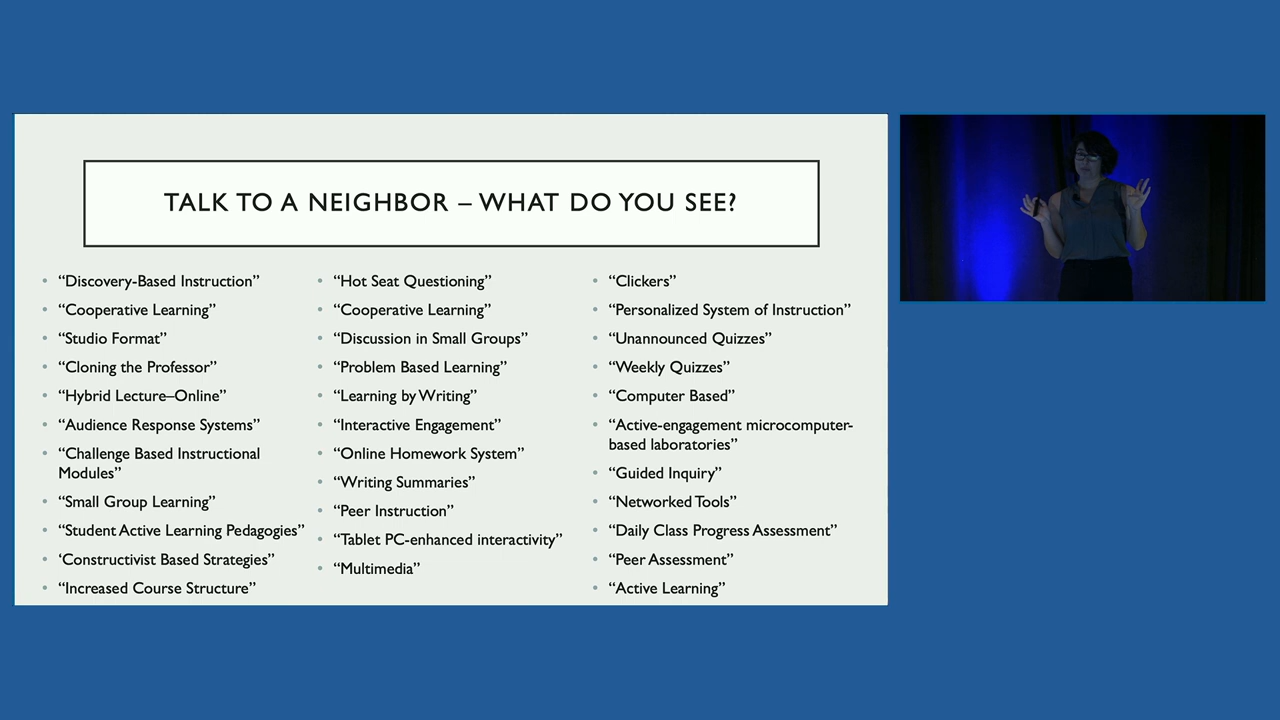 TALK TO A NEIGHBOR – WHAT DO YOU SEE?
• “Discovery-Based Instruction”
• “Cooperative Learning”
• “Studio Format”
• “Cloning the Professor”
• “Hybrid Lecture–Online”
• “Audience Response Systems”
• “Challenge Based Instructional
Modules”
• “Small Group Learning”
• “Student Active Learning Pedagogies”
• ‘Constructivist Based Strategies”
• “Increased Course Structure”
• “Hot Seat Questioning”
• “Cooperative Learning”
• “Discussion in Small Groups”
• “Problem Based Learning”
• “Learning by Writing”
• “Interactive Engagement”
• “Online Homework System”
• “Writing Summaries”
• “Peer Instruction”
• “Tablet PC-enhanced interactivity”
• “Multimedia”
• “Clickers”
• “Personalized System of Instruction”
• “Unannounced Quizzes”
• “Weekly Quizzes”
• “Computer Based”
• “Active-engagement microcomputer-
based laboratories”
• “Guided Inquiry”
• “Networked Tools”
• “Daily Class Progress Assessment”
• “Peer Assessment”
• “Active Learning”